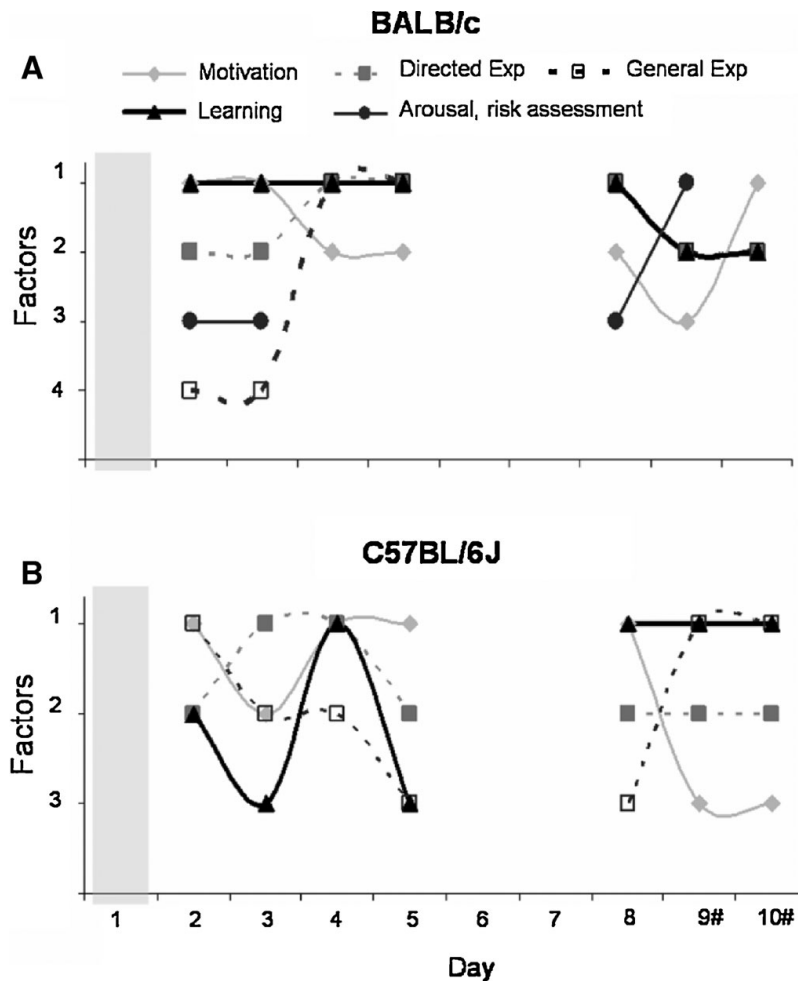 BALB/c
A
Motivation Directed Exp General Exp
Learning Arousal, risk assessment
1
2
3
4
Factors
C57BL/6J
B
1
2
3
Factors
1 2 3 4 5 6 7 8 9# 10#
Day